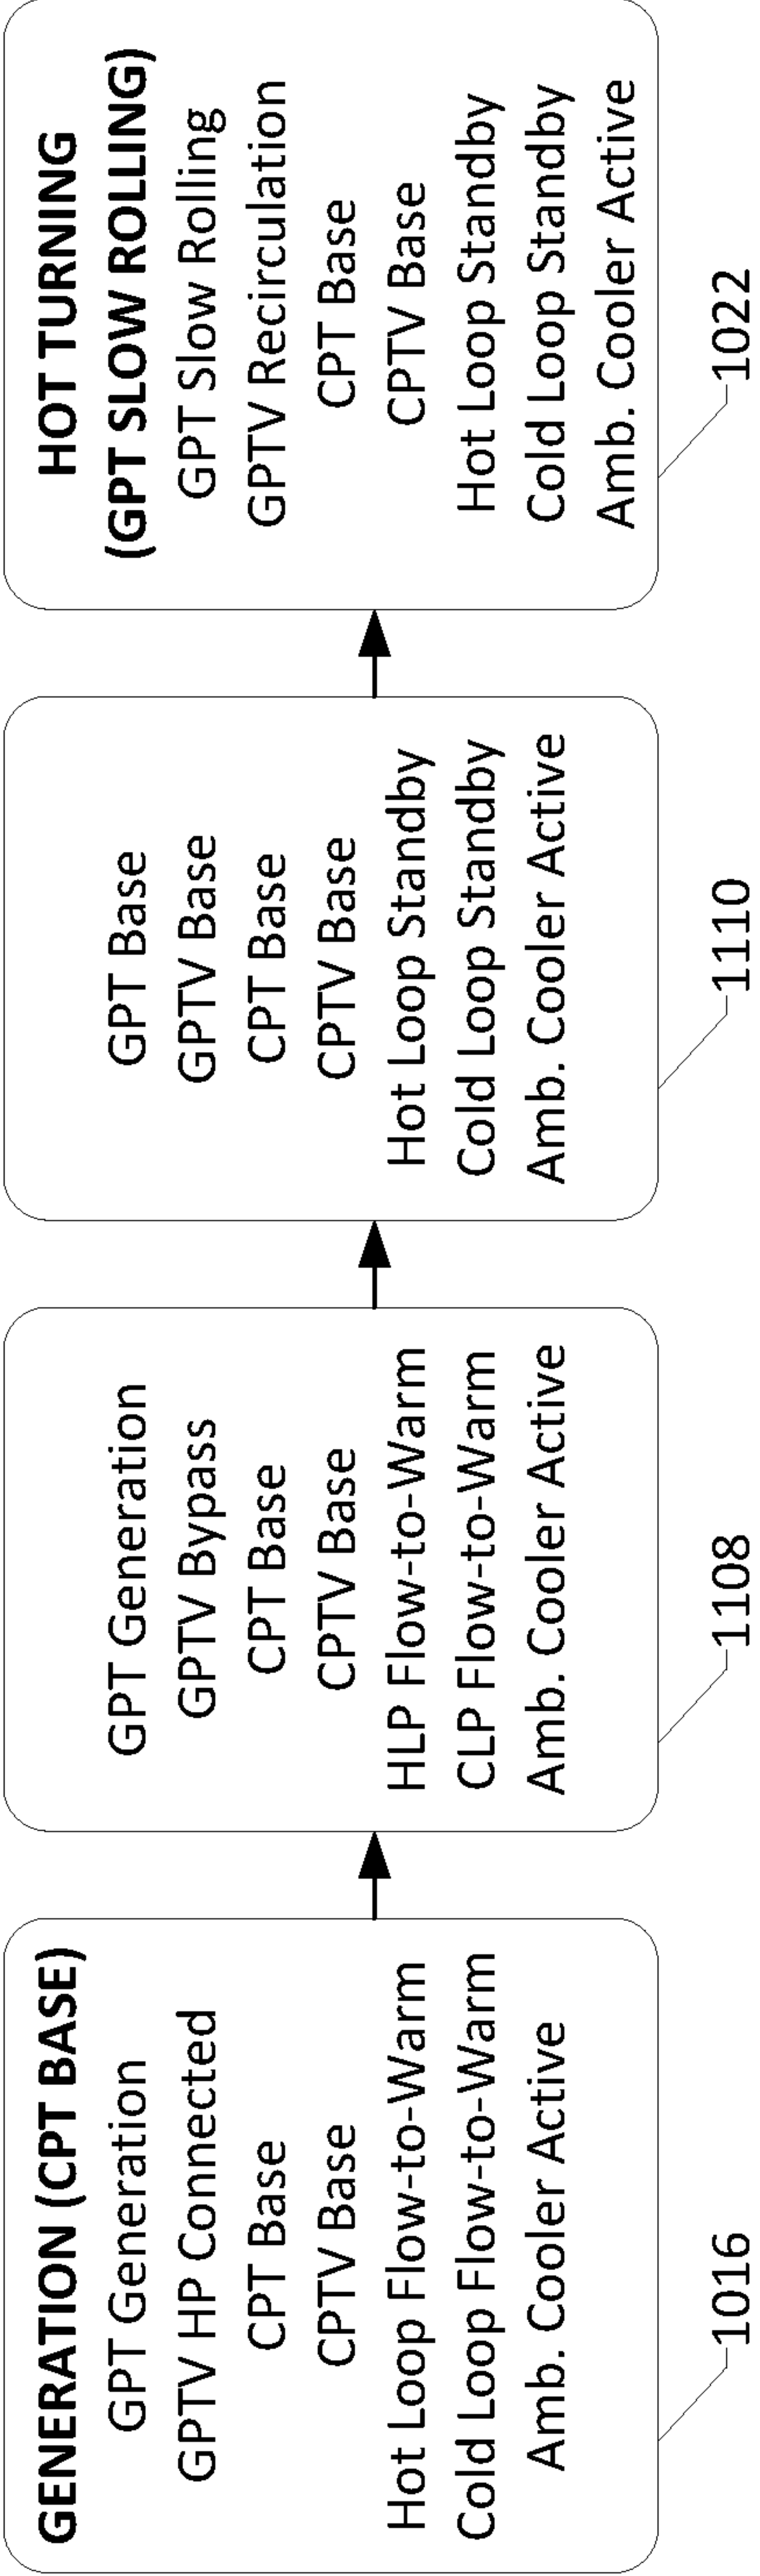 GENERATION (CPT BASE)
GPT Generation
GPTV HP Connected
CPT Base
CPTV Base
Hot Loop Flow-to-Warm
Cold Loop Flow-to-Warm
Amb. Cooler Active
1016
GPT Generation
GPTV Bypass
CPT Base
CPTV Base
HLP Flow-to-Warm
CLP Flow-to-Warm
Amb. Cooler Active
1108
GPT Base
GPTV Base
CPT Base
CPTV Base
Hot Loop Standby
Cold Loop Standby
Amb. Cooler Active
1110
HOT TURNING
(GPT SLOW ROLLING)
GPT Slow Rolling
GPTV Recirculation
CPT Base
CPTV Base
Hot Loop Standby
Cold Loop Standby
Amb. Cooler Active
1022